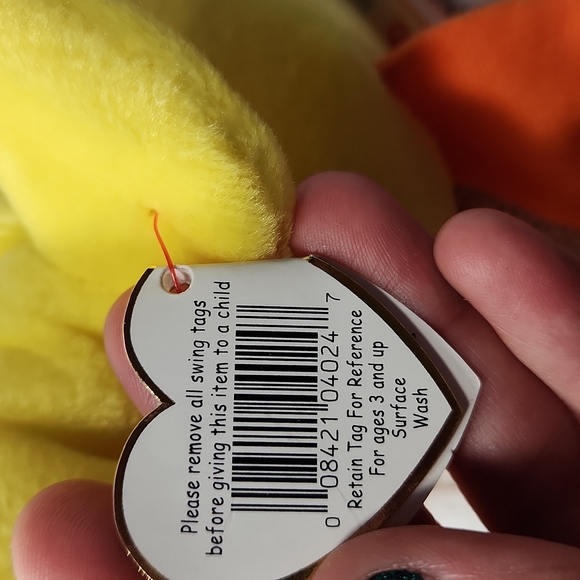 Please remove all swing tags
before giving this item to a child
0 08421 04024 7
Retain Tag For Reference
For ages 3 and up
Surface
Wash